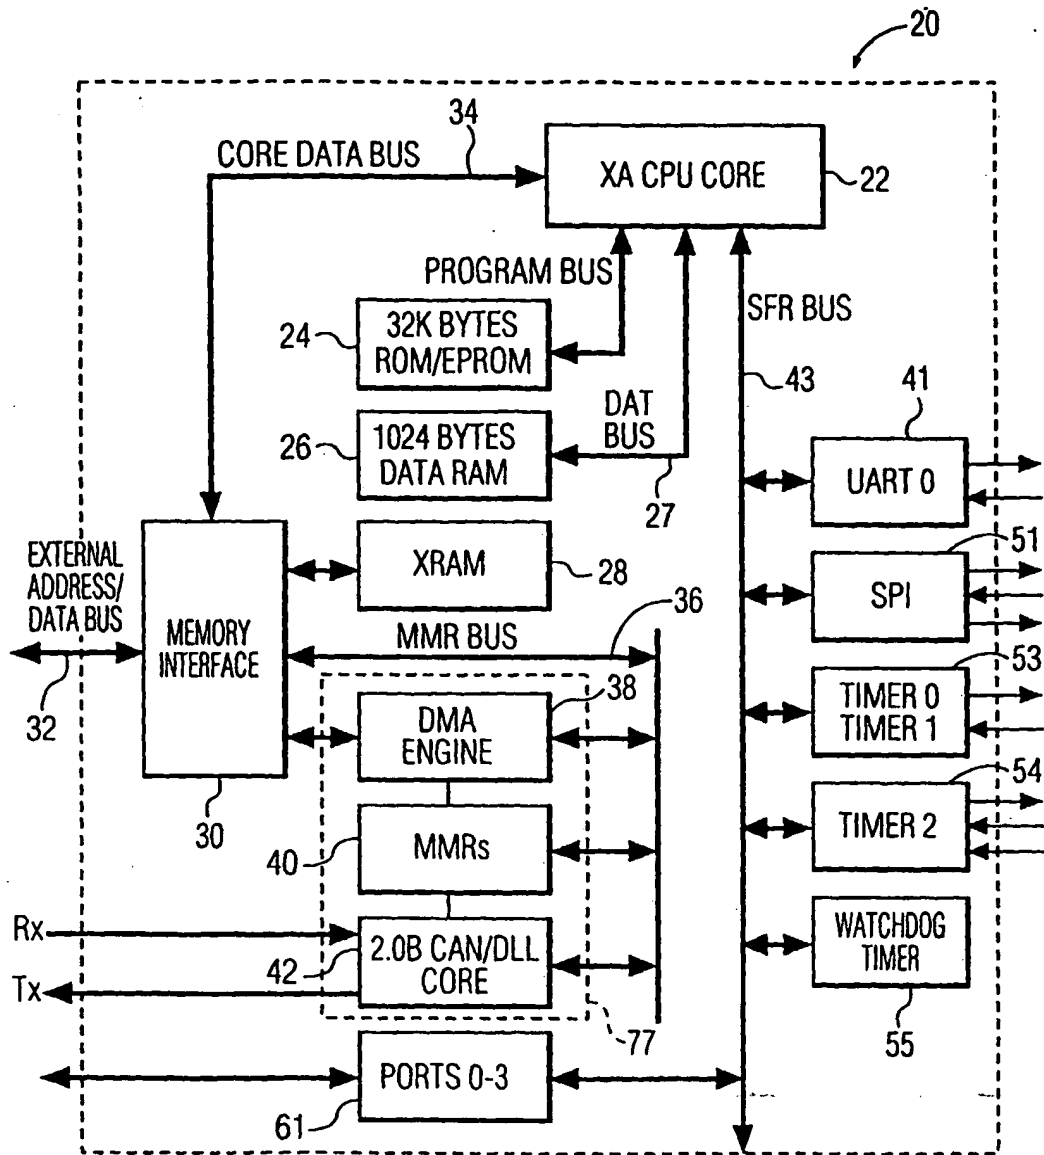 20
34
CORE DATA BUS
XA CPU CORE
22
PROGRAM BUS
SFR BUS
24
32K BYTES
ROM/EPROM
43
41
DAT
BUS
26
1024 BYTES
DATA RAM
UART 0
27
51
EXTERNAL
ADDRESS/
DATA BUS
XRAM
28
SPI
36
MEMORY
INTERFACE
MMR BUS
53
32
38
DMA
ENGINE
TIMER 0
TIMER 1
54
30
40
MMRs
TIMER 2
Rx
42
2.0B CAN/DLL
CORE
WATCHDOG
TIMER
Tx
77
55
PORTS 0-3
61